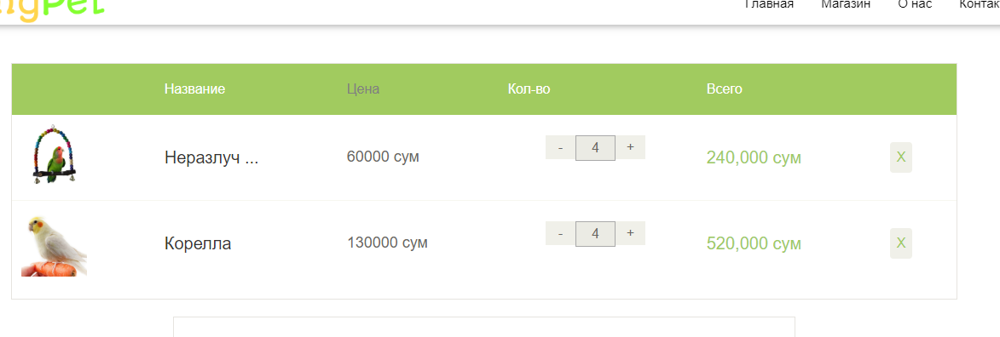 ngPet
Главная Магазин О нас Контак
Название Цена Кол-во Всего
Неразлуч ... 60000 сум - 4 + 240,000 сум X
Корелла 130000 сум - 4 + 520,000 сум X